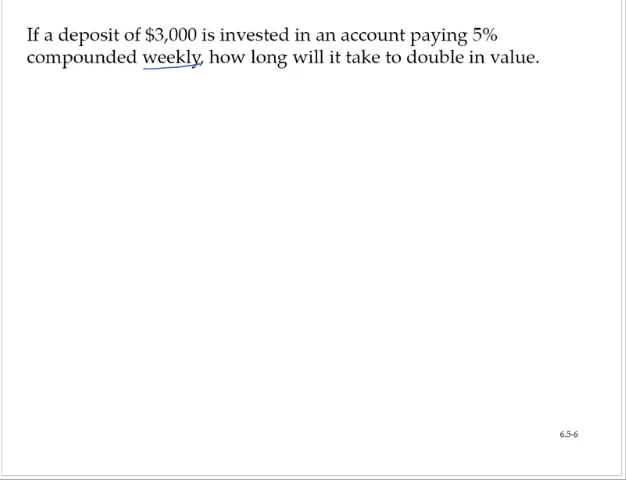 If a deposit of $3,000 is invested in an account paying 5%
compounded weekly, how long will it take to double in value.
6.5-6